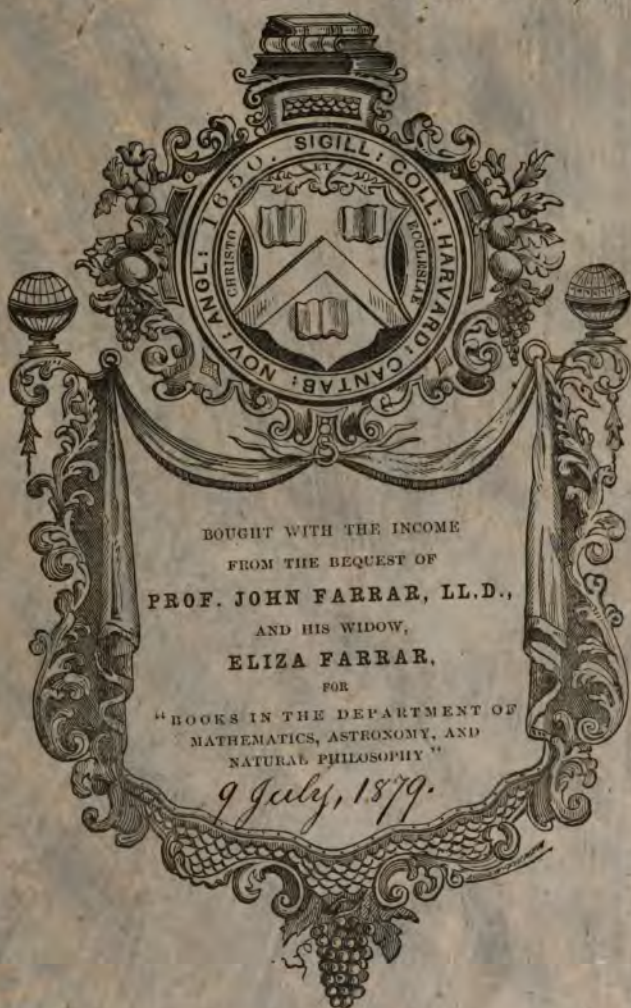 SIGILL: COLL: HARVARD: CANTAB: NOV: ANGL: 1650.
ET
CHRISTO
ECCLESIAE
BOUGHT WITH THE INCOME
FROM THE BEQUEST OF
PROF. JOHN FARRAR, LL.D.,
AND HIS WIDOW,
ELIZA FARRAR,
FOR
"BOOKS IN THE DEPARTMENT OF
MATHEMATICS, ASTRONOMY, AND
NATURAL PHILOSOPHY"
9 July, 1879.